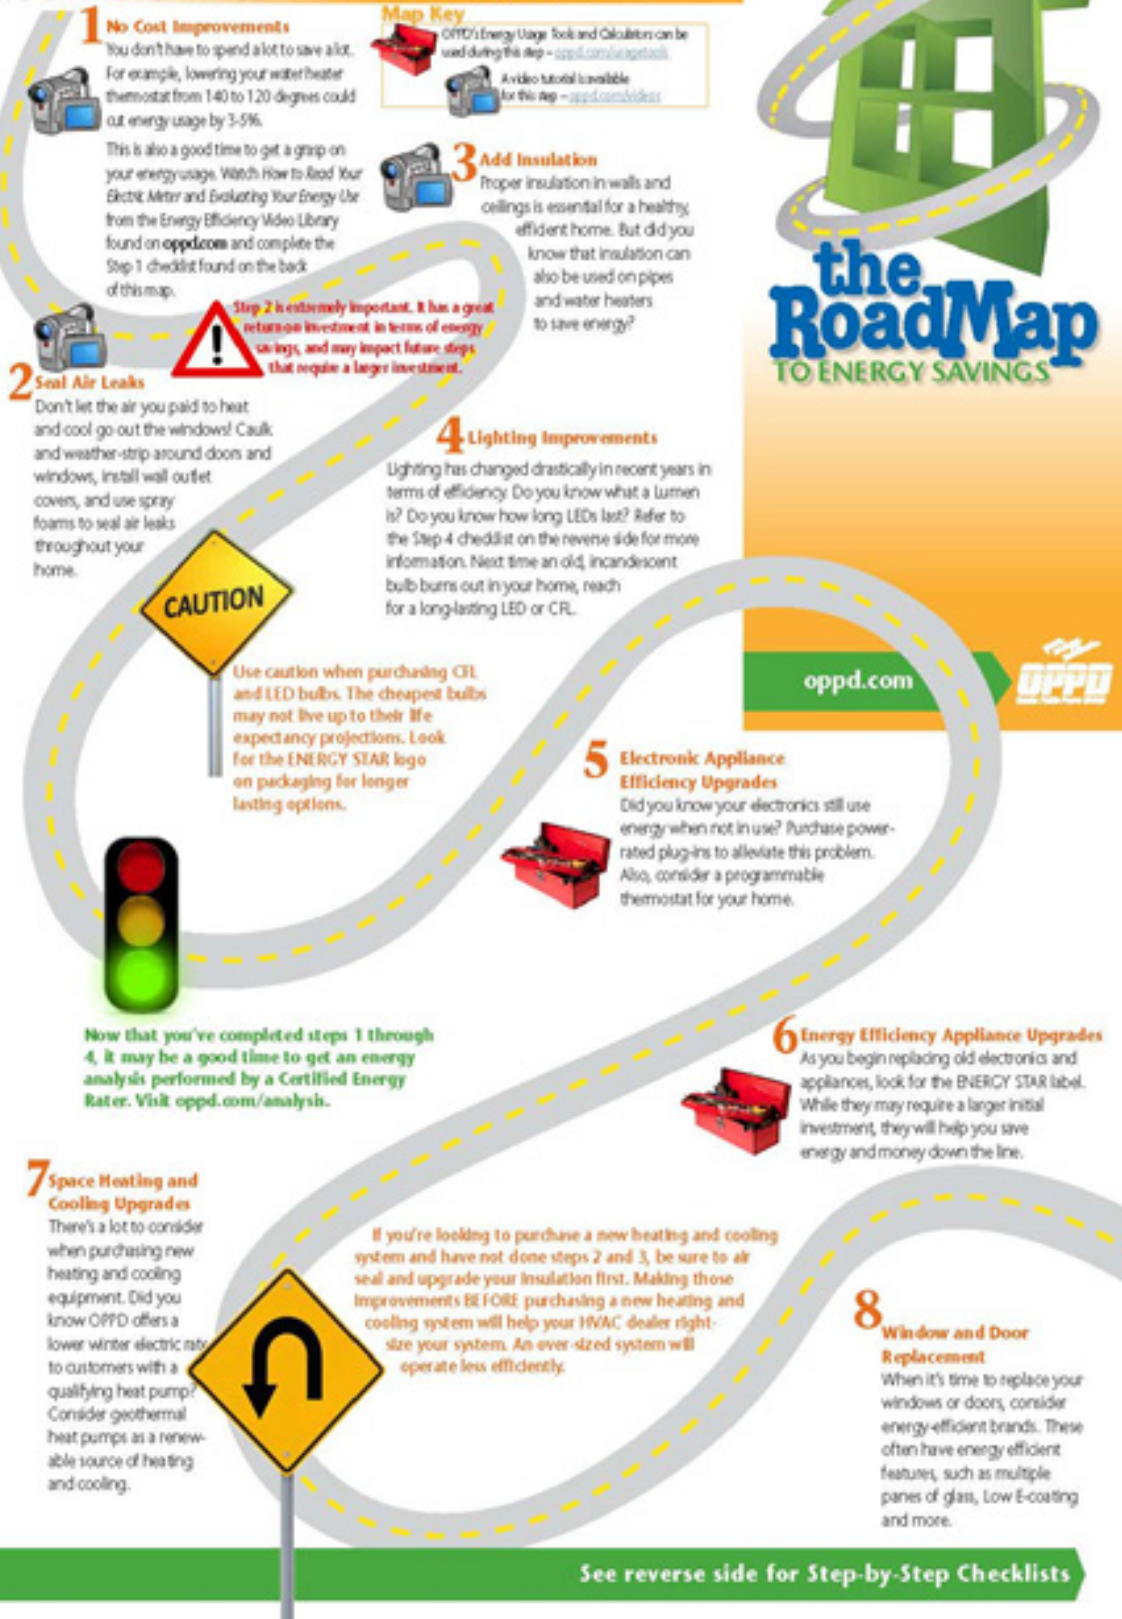 1 No Cost Improvements
You don't have to spend a lot to save a lot.
For example, lowering your water heater
thermostat from 140 to 120 degrees could
cut energy usage by 3-5%.
This is also a good time to get a grasp on
your energy usage. Watch How to Read Your
Electric Meter and Evaluating Your Energy Use
from the Energy Efficiency Video Library
found on oppd.com and complete the
Step 1 checklist found on the back
of this map.
Map Key
OPPD's Energy Usage Tools and Calculators can be
used during this step – oppd.com/usagetools
A video tutorial is available
for this step – oppd.com/videos
3 Add Insulation
Proper insulation in walls and
ceilings is essential for a healthy,
efficient home. But did you
know that insulation can
also be used on pipes
and water heaters
to save energy?
the
RoadMap
TO ENERGY SAVINGS
Step 2 is extremely important. It has a great
return on investment in terms of energy
savings, and may impact future steps
that require a larger investment.
2 Seal Air Leaks
Don't let the air you paid to heat
and cool go out the windows! Caulk
and weather-strip around doors and
windows, install wall outlet
covers, and use spray
foams to seal air leaks
throughout your
home.
4 Lighting Improvements
Lighting has changed drastically in recent years in
terms of efficiency. Do you know what a Lumen
is? Do you know how long LEDs last? Refer to
the Step 4 checklist on the reverse side for more
information. Next time an old, incandescent
bulb burns out in your home, reach
for a long-lasting LED or CFL.
CAUTION
Use caution when purchasing CFL
and LED bulbs. The cheapest bulbs
may not live up to their life
expectancy projections. Look
for the ENERGY STAR logo
on packaging for longer
lasting options.
oppd.com
OPPD
5 Electronic Appliance
Efficiency Upgrades
Did you know your electronics still use
energy when not in use? Purchase power-
rated plug-ins to alleviate this problem.
Also, consider a programmable
thermostat for your home.
Now that you've completed steps 1 through
4, it may be a good time to get an energy
analysis performed by a Certified Energy
Rater. Visit oppd.com/analysis.
6 Energy Efficiency Appliance Upgrades
As you begin replacing old electronics and
appliances, look for the ENERGY STAR label.
While they may require a larger initial
investment, they will help you save
energy and money down the line.
7 Space Heating and
Cooling Upgrades
There's a lot to consider
when purchasing new
heating and cooling
equipment. Did you
know OPPD offers a
lower winter electric rate
to customers with a
qualifying heat pump?
Consider geothermal
heat pumps as a renew-
able source of heating
and cooling.
If you're looking to purchase a new heating and cooling
system and have not done steps 2 and 3, be sure to air
seal and upgrade your insulation first. Making those
improvements BEFORE purchasing a new heating and
cooling system will help your HVAC dealer right-
size your system. An over-sized system will
operate less efficiently.
8 Window and Door
Replacement
When it's time to replace your
windows or doors, consider
energy-efficient brands. These
often have energy efficient
features, such as multiple
panes of glass, Low E-coating
and more.
See reverse side for Step-by-Step Checklists